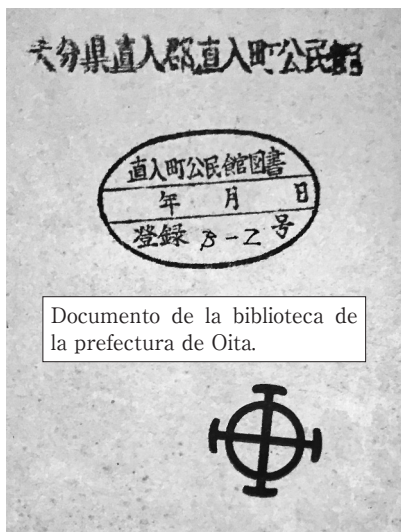 大分県直入郡直入町公民館
直入町公民館図書
年 月 日
登録 B-2 号
Documento de la biblioteca de
la prefectura de Oita.